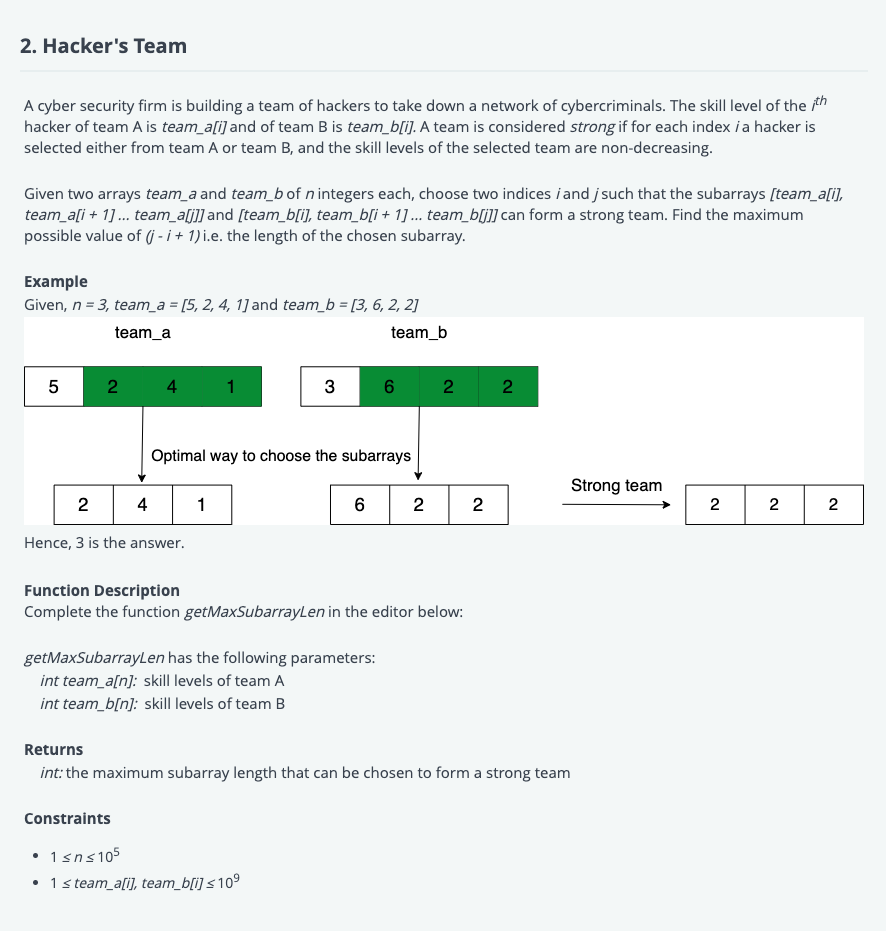 2. Hacker's Team
A cyber security firm is building a team of hackers to take down a network of cybercriminals. The skill level of the ith
hacker of team A is team_a[i] and of team B is team_b[i]. A team is considered strong if for each index i a hacker is
selected either from team A or team B, and the skill levels of the selected team are non-decreasing.
Given two arrays team_a and team_b of n integers each, choose two indices i and j such that the subarrays [team_a[i],
team_a[i + 1] ... team_a[j]] and [team_b[i], team_b[i + 1] ... team_b[j]] can form a strong team. Find the maximum
possible value of (j - i + 1) i.e. the length of the chosen subarray.
Example
Given, n = 3, team_a = [5, 2, 4, 1] and team_b = [3, 6, 2, 2]
team_a team_b
5 2 4 1 3 6 2 2
Optimal way to choose the subarrays
Strong team
2 4 1 6 2 2 2 2 2
Hence, 3 is the answer.
Function Description
Complete the function getMaxSubarrayLen in the editor below:
getMaxSubarrayLen has the following parameters:
int team_a[n]: skill levels of team A
int team_b[n]: skill levels of team B
Returns
int: the maximum subarray length that can be chosen to form a strong team
Constraints
• 1 ≤ n ≤ 10^5
• 1 ≤ team_a[i], team_b[i] ≤ 10^9